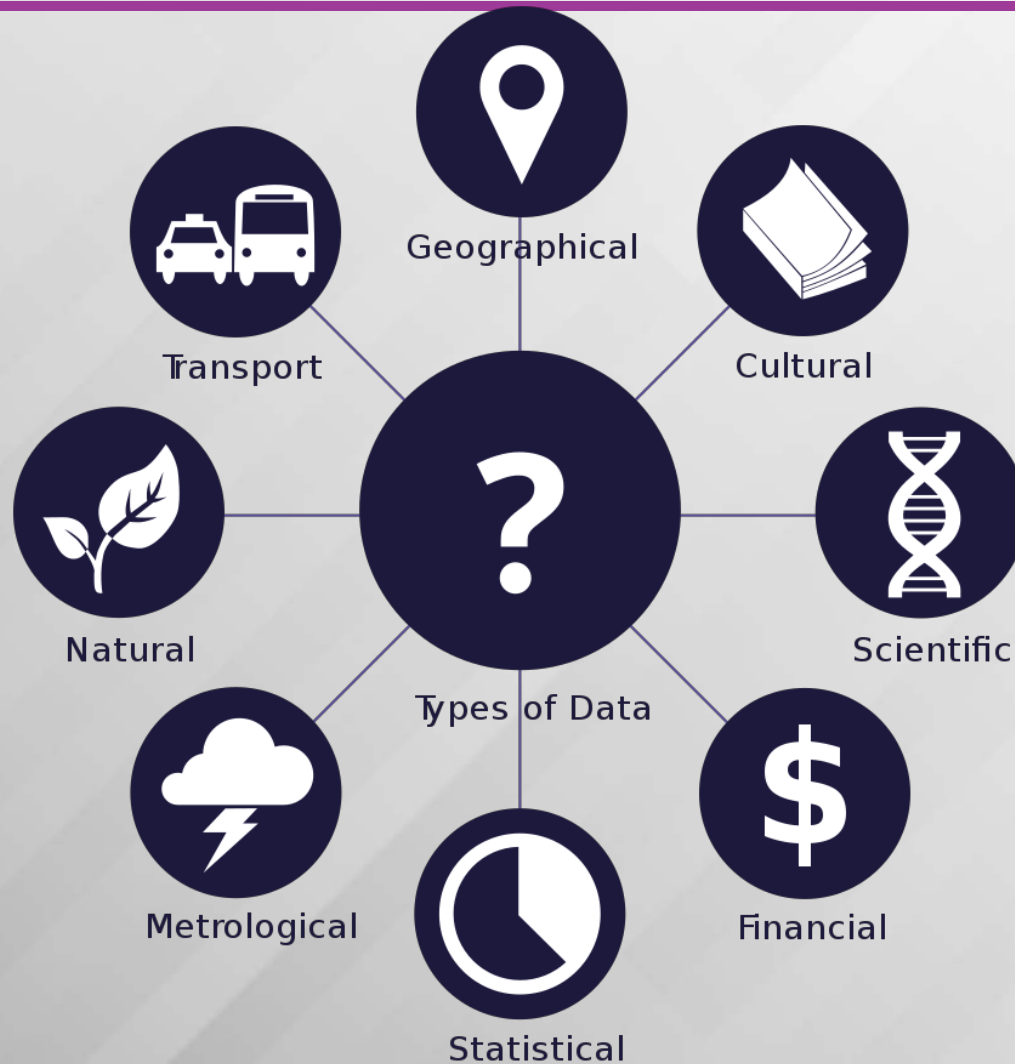 Geographical
Transport
Cultural
?
Natural
Scientific
Types of Data
$
Metrological
Financial
Statistical